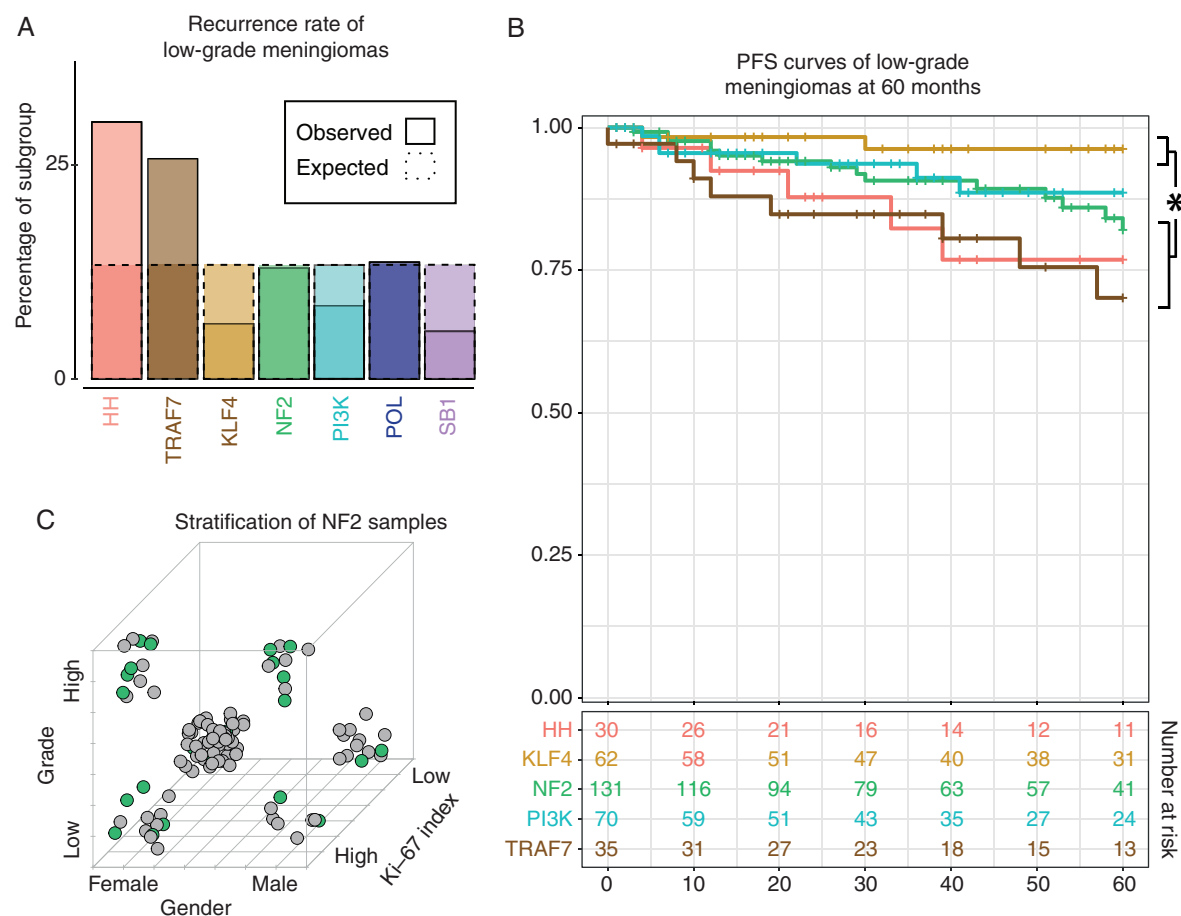 A
Recurrence rate of
low-grade meningiomas
Percentage of subgroup
25
0
Observed
Expected
HH
TRAF7
KLF4
NF2
PI3K
POL
SB1
B
PFS curves of low-grade
meningiomas at 60 months
1.00
0.75
0.50
0.25
0.00
*
HH 30 26 21 16 14 12 11
KLF4 62 58 51 47 40 38 31
NF2 131 116 94 79 63 57 41
PI3K 70 59 51 43 35 27 24
TRAF7 35 31 27 23 18 15 13
0 10 20 30 40 50 60
Number at risk
C
Stratification of NF2 samples
High
Grade
Low
Female
Male
Gender
Low
High
Ki–67 index